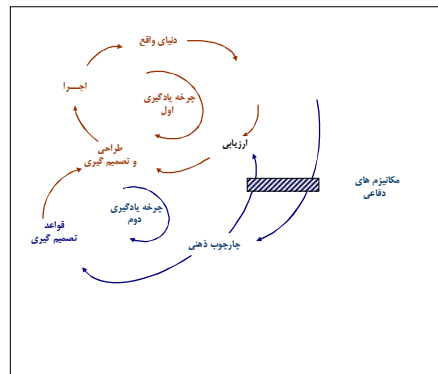 دنیای واقع
اجـــرا
چرخه یادگیری
اول
ارزیابی
طراحی
و تصمیم گیری
مکانیزم های
دفاعی
چرخه یادگیری
دوم
قواعد
تصمیم گیری
چارچوب ذهنی